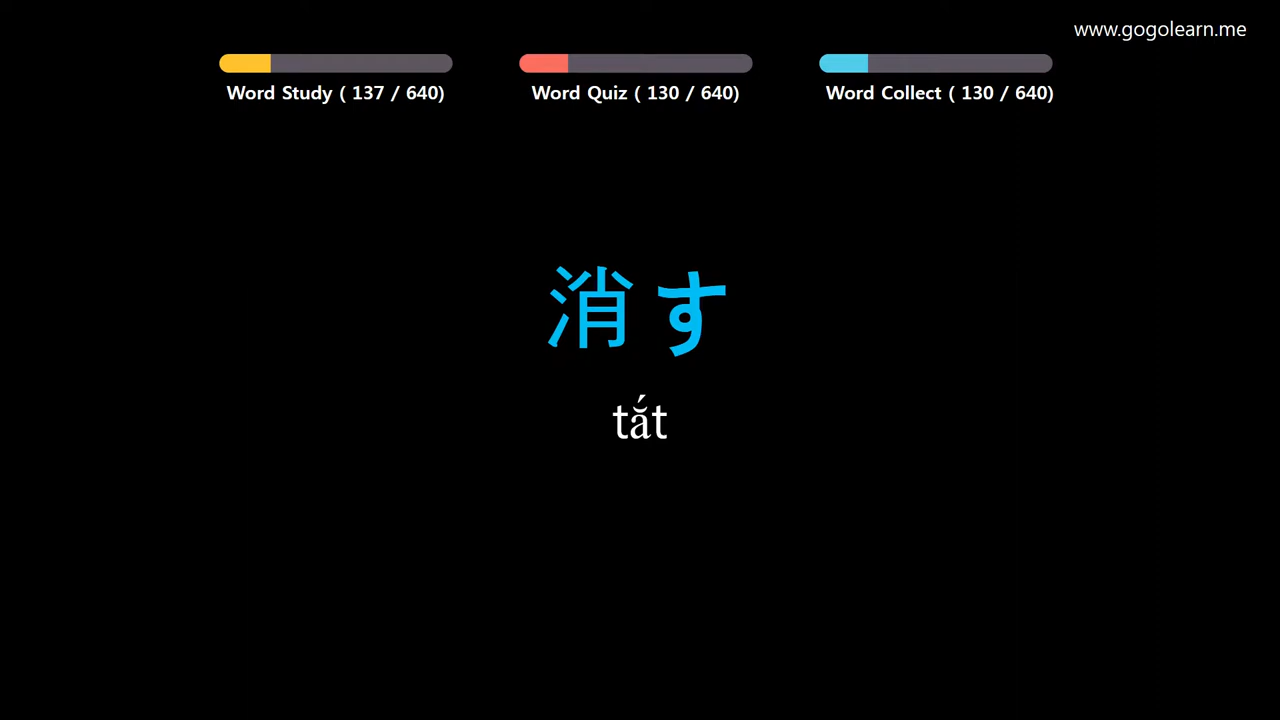 www.gogolearn.me
Word Study ( 137 / 640)
Word Quiz ( 130 / 640)
Word Collect ( 130 / 640)
消す
tắt